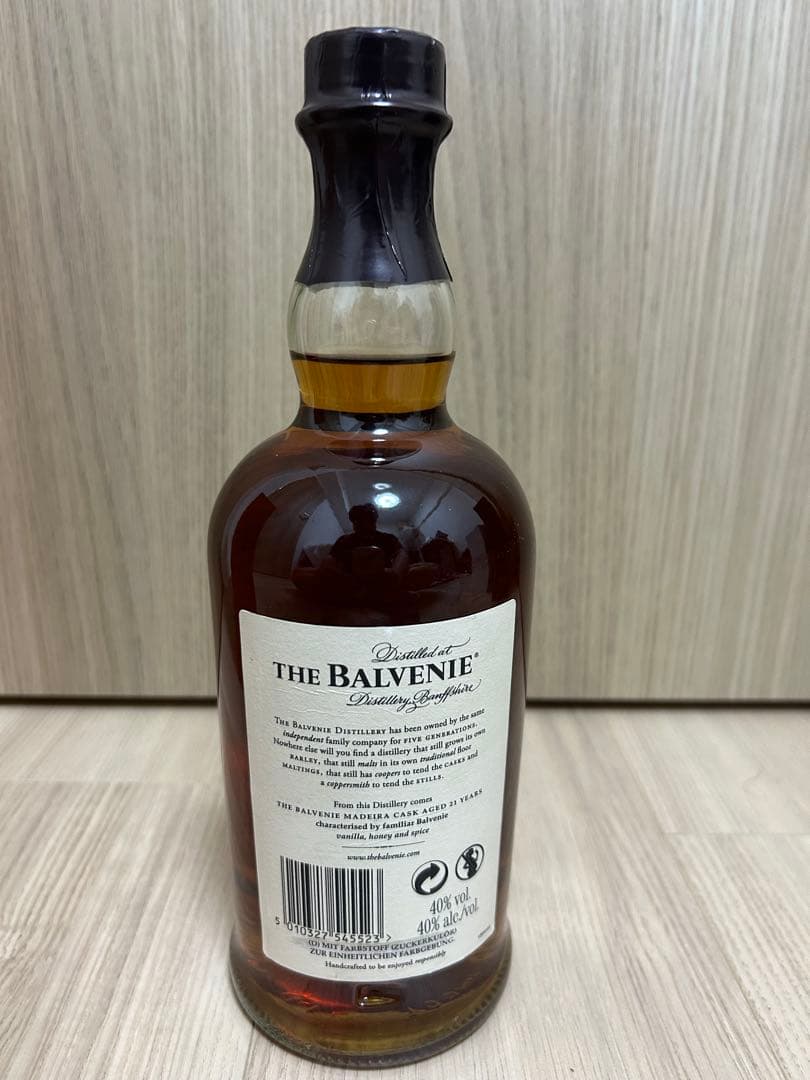 Distilled at
THE BALVENIE®
Distillery, Banffshire
THE BALVENIE DISTILLERY has been owned by the same
independent family company for FIVE GENERATIONS.
Nowhere else will you find a distillery that still grows its own
BARLEY, that still malts in its own traditional floor
MALTINGS, that still has coopers to tend the CASKS and
a coppersmith to tend the STILLS.
From this Distillery comes
THE BALVENIE MADEIRA CASK AGED 21 YEARS
characterised by familiar Balvenie
vanilla, honey and spice
www.thebalvenie.com
40% vol.
40% alc./vol.
5 010327 545523 >
(D) MIT FARBSTOFF (ZUCKERKULÖR)
ZUR EINHEITLICHEN FÄRBGEBUNG.
Handcrafted to be enjoyed responsibly